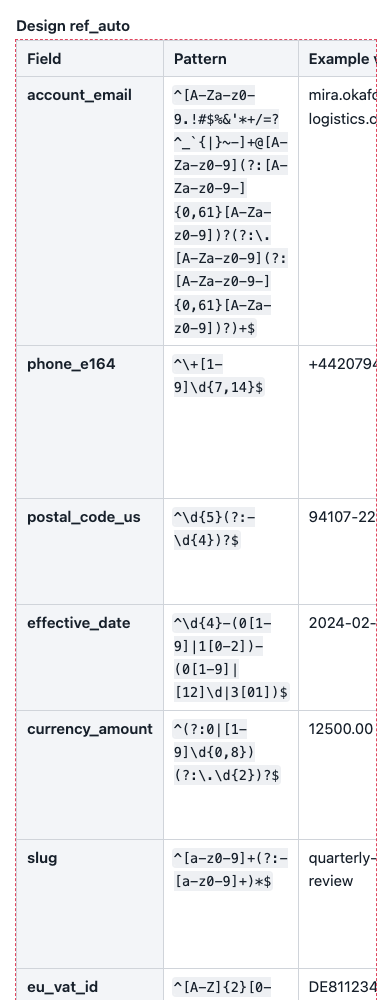 Design ref_auto
Field Pattern Example
account_email ^[A-Za-z0- mira.okaf
9.!#$%&'*+/=? logistics.c
^_`{|}~-]+@[A-
Za-z0-9](?:[A-
Za-z0-9-]
{0,61}[A-Za-
z0-9])?(?:\.
[A-Za-z0-9](?:
[A-Za-z0-9-]
{0,61}[A-Za-
z0-9])?)+$
phone_e164 ^\+[1- +442079
9]\d{7,14}$
postal_code_us ^\d{5}(?:- 94107-22
\d{4})?$
effective_date ^\d{4}-(0[1- 2024-02-
9]|1[0-2])-
(0[1-9]|
[12]\d|3[01])$
currency_amount ^(?:0|[1- 12500.00
9]\d{0,8})
(?:\.\d{2})?$
slug ^[a-z0-9]+(?:- quarterly-
[a-z0-9]+)*$ review
eu_vat_id ^[A-Z]{2}[0- DE811234